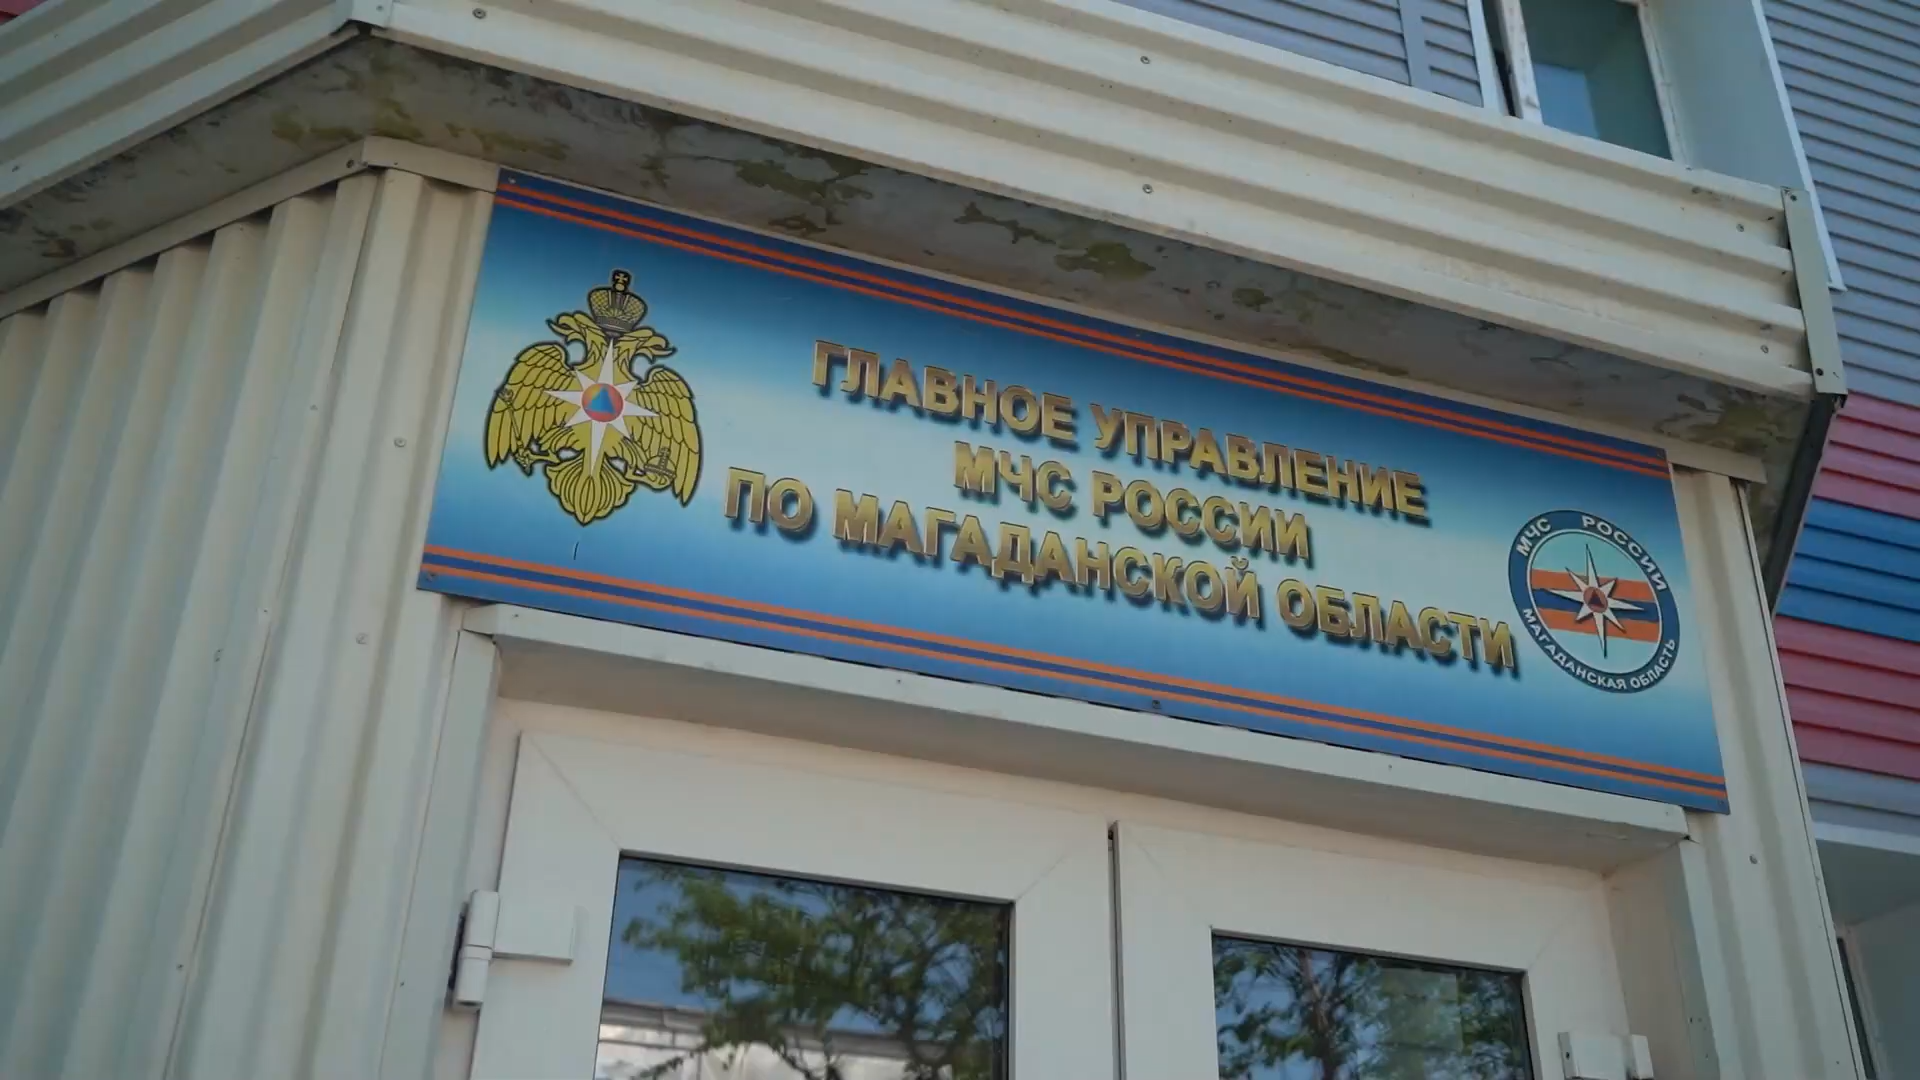 ГЛАВНОЕ УПРАВЛЕНИЕ
МЧС РОССИИ
ПО МАГАДАНСКОЙ ОБЛАСТИ
МЧС РОССИИ
МАГАДАНСКАЯ ОБЛАСТЬ